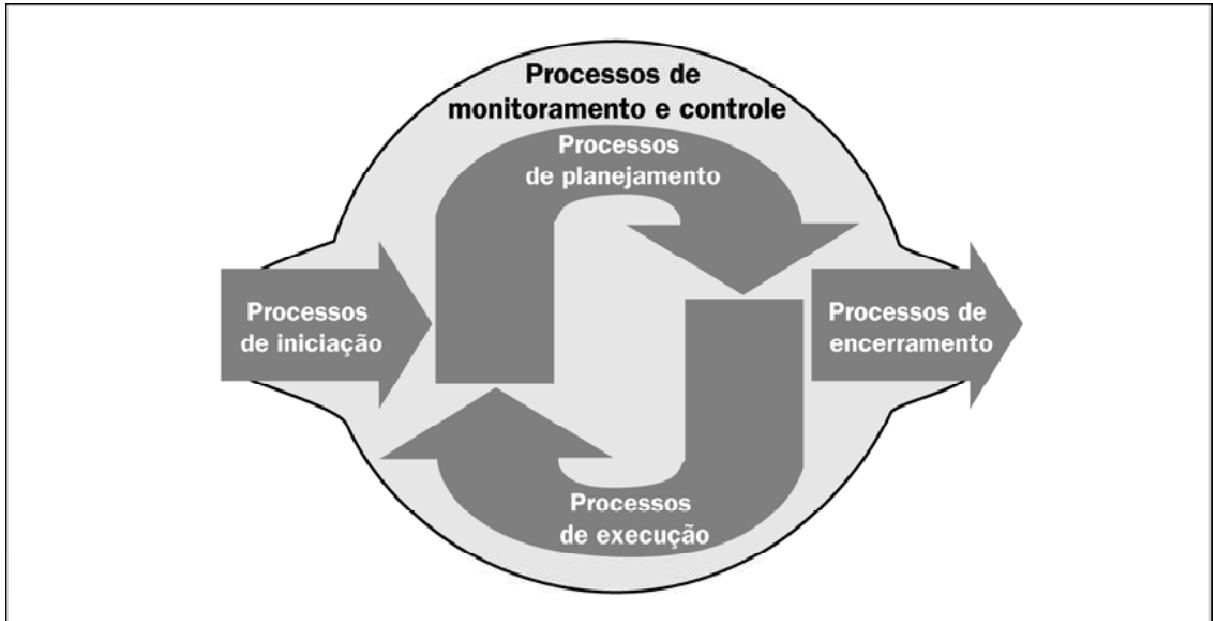 Processos de
monitoramento e controle
Processos
de planejamento
Processos
de iniciação
Processos de
encerramento
Processos
de execução